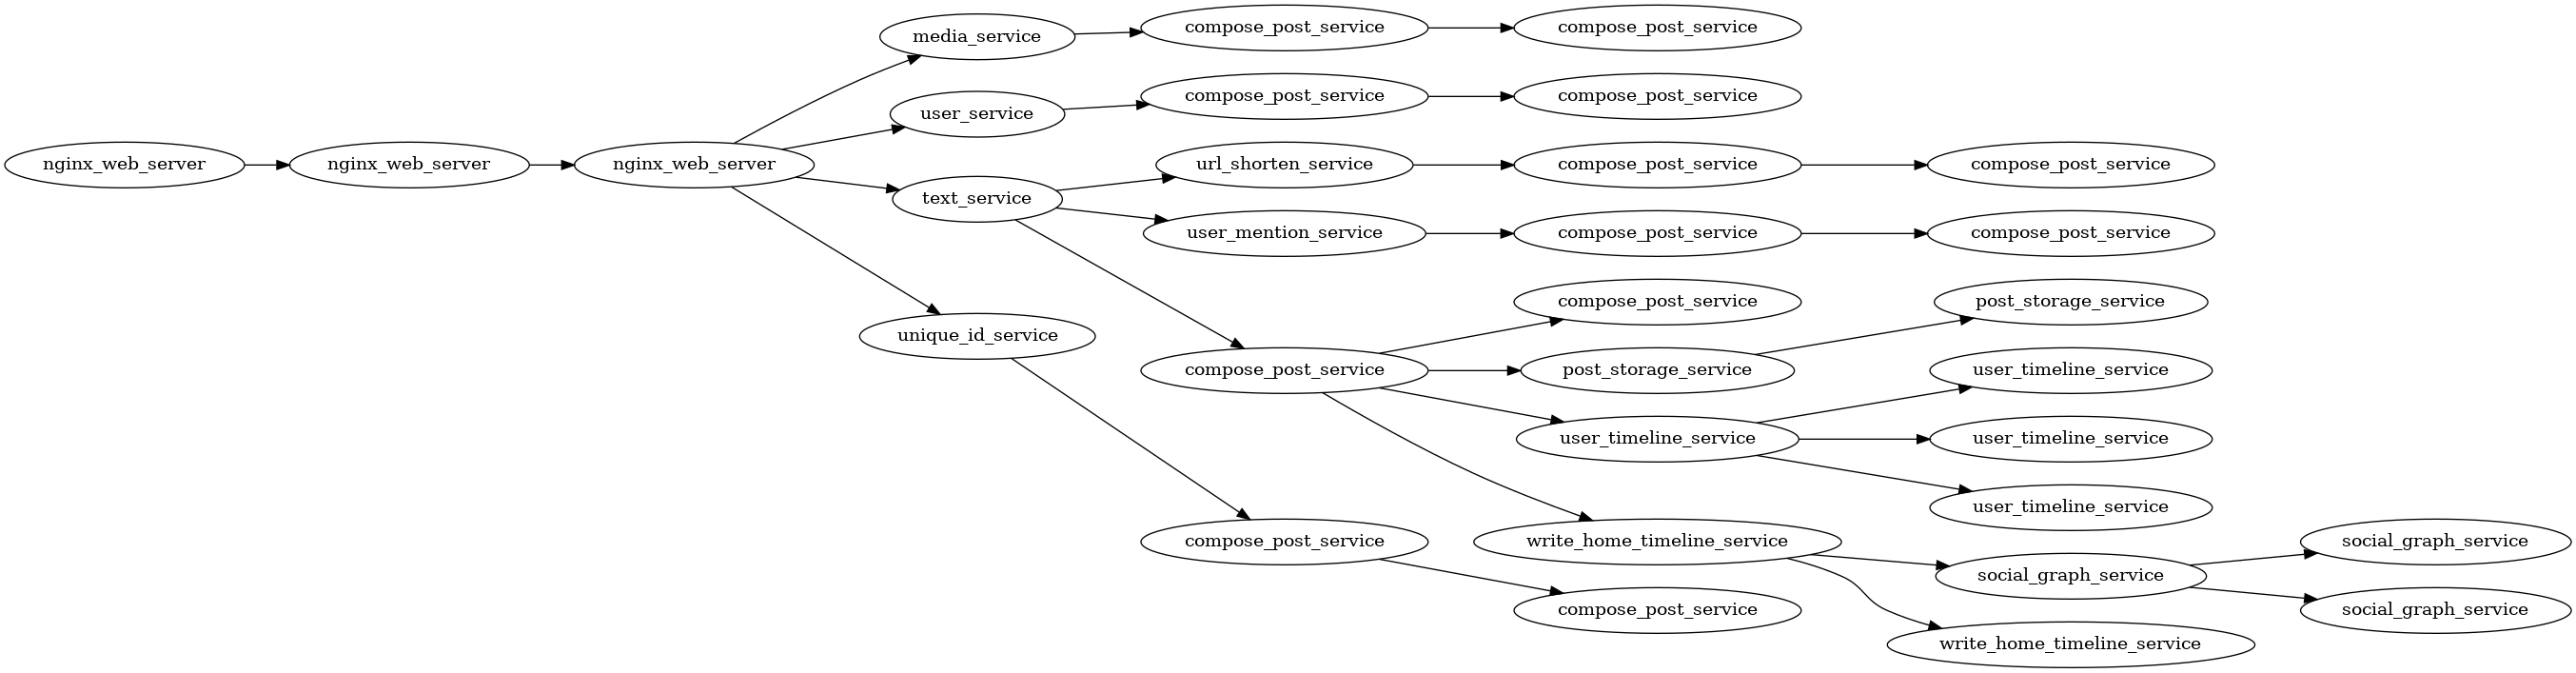 nginx_web_server
nginx_web_server
nginx_web_server
media_service
compose_post_service
compose_post_service
user_service
compose_post_service
compose_post_service
text_service
url_shorten_service
compose_post_service
compose_post_service
user_mention_service
compose_post_service
compose_post_service
compose_post_service
compose_post_service
post_storage_service
post_storage_service
user_timeline_service
user_timeline_service
user_timeline_service
user_timeline_service
write_home_timeline_service
social_graph_service
social_graph_service
social_graph_service
write_home_timeline_service
unique_id_service
compose_post_service
compose_post_service